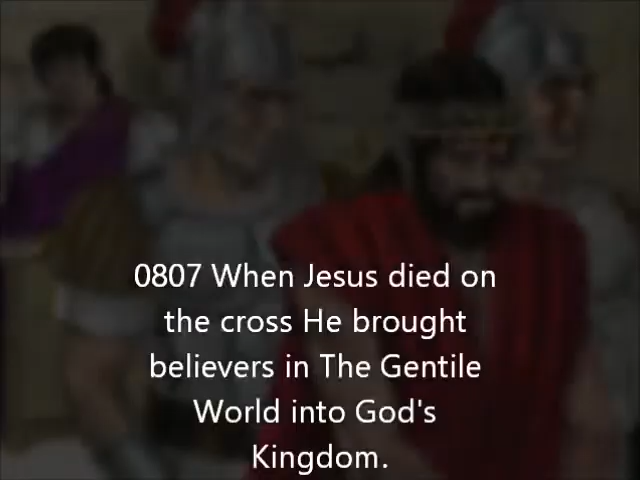 0807 When Jesus died on
the cross He brought
believers in The Gentile
World into God's
Kingdom.